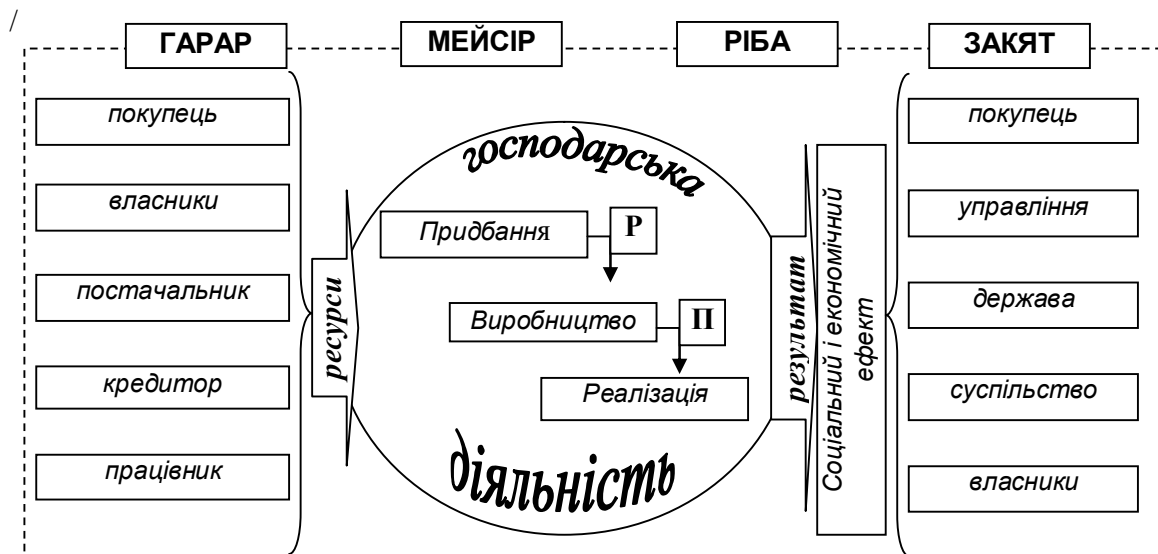 /
ГАРАР
МЕЙСІР
РІБА
ЗАКЯТ
покупець
власники
постачальник
кредитор
працівник
ресурси
господарська
Придбання
Р
Виробництво
П
Реалізація
діяльність
результат
Соціальний і економічний
ефект
покупець
управління
держава
суспільство
власники